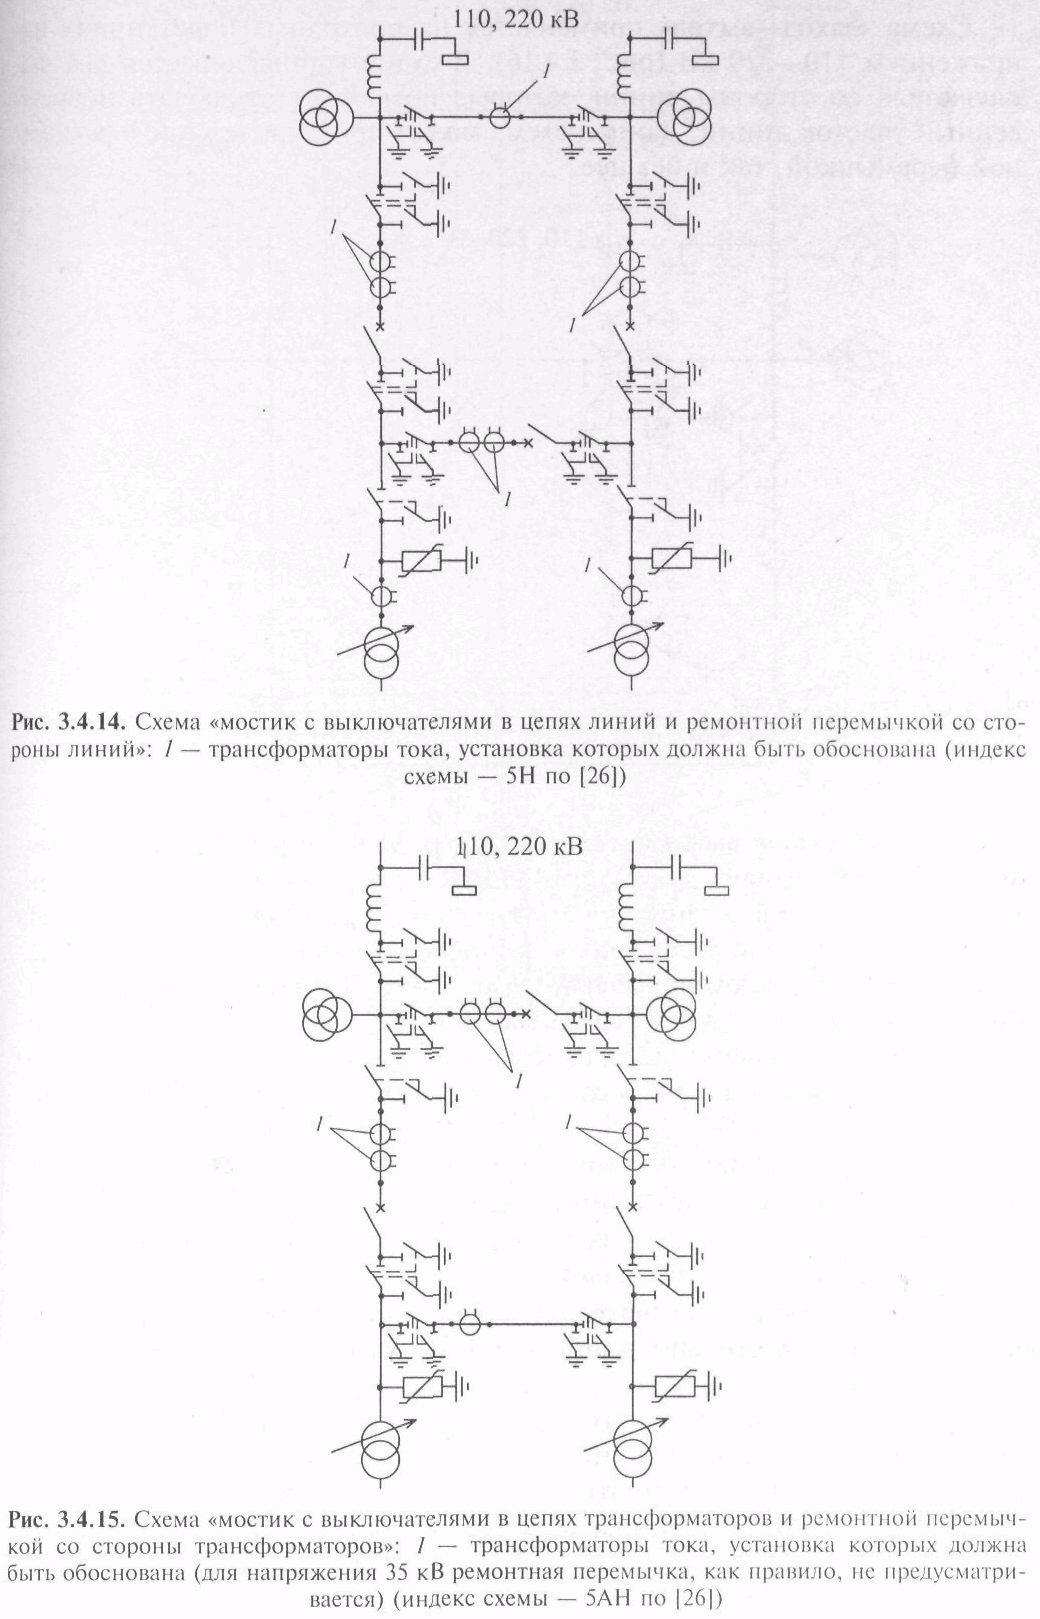 110, 220 кВ
1
1
1
1
1
1
Рис. 3.4.14. Схема «мостик с выключателями в цепях линий и ремонтной перемычкой со сто-
роны линий»: 1 — трансформаторы тока, установка которых должна быть обоснована (индекс
схемы — 5Н по [26])
110, 220 кВ
1
1
1
Рис. 3.4.15. Схема «мостик с выключателями в цепях трансформаторов и ремонтной перемыч-
кой со стороны трансформаторов»: 1 — трансформаторы тока, установка которых должна
быть обоснована (для напряжения 35 кВ ремонтная перемычка, как правило, не предусматри-
вается) (индекс схемы — 5АН по [26])